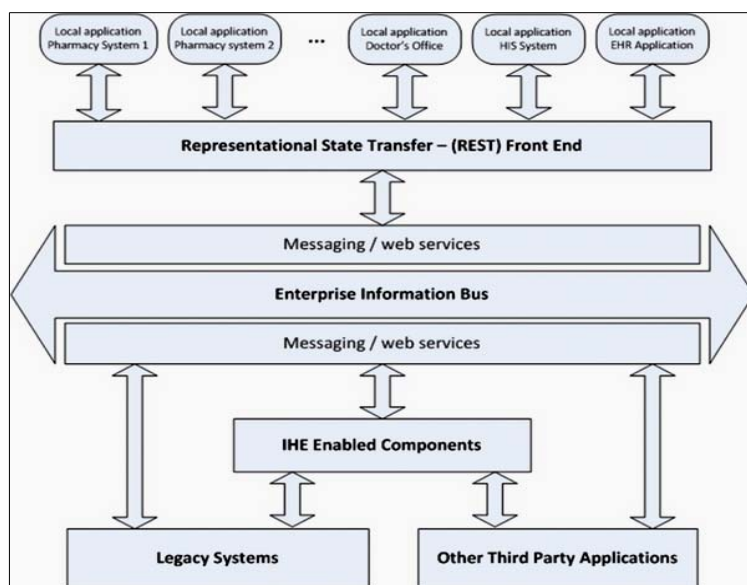 Local application
Pharmacy System 1
Local application
Pharmacy system 2
...
Local application
Doctor's Office
Local application
HIS System
Local application
EHR Application
Representational State Transfer – (REST) Front End
Messaging / web services
Enterprise Information Bus
Messaging / web services
IHE Enabled Components
Legacy Systems
Other Third Party Applications